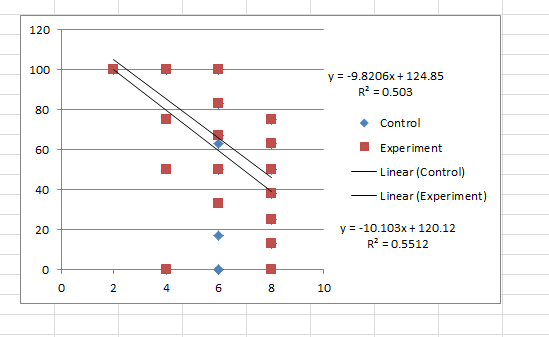 120
100
80
60
40
20
0
0 2 4 6 8 10
y = -9.8206x + 124.85
R² = 0.503
Control
Experiment
Linear (Control)
Linear (Experiment)
y = -10.103x + 120.12
R² = 0.5512